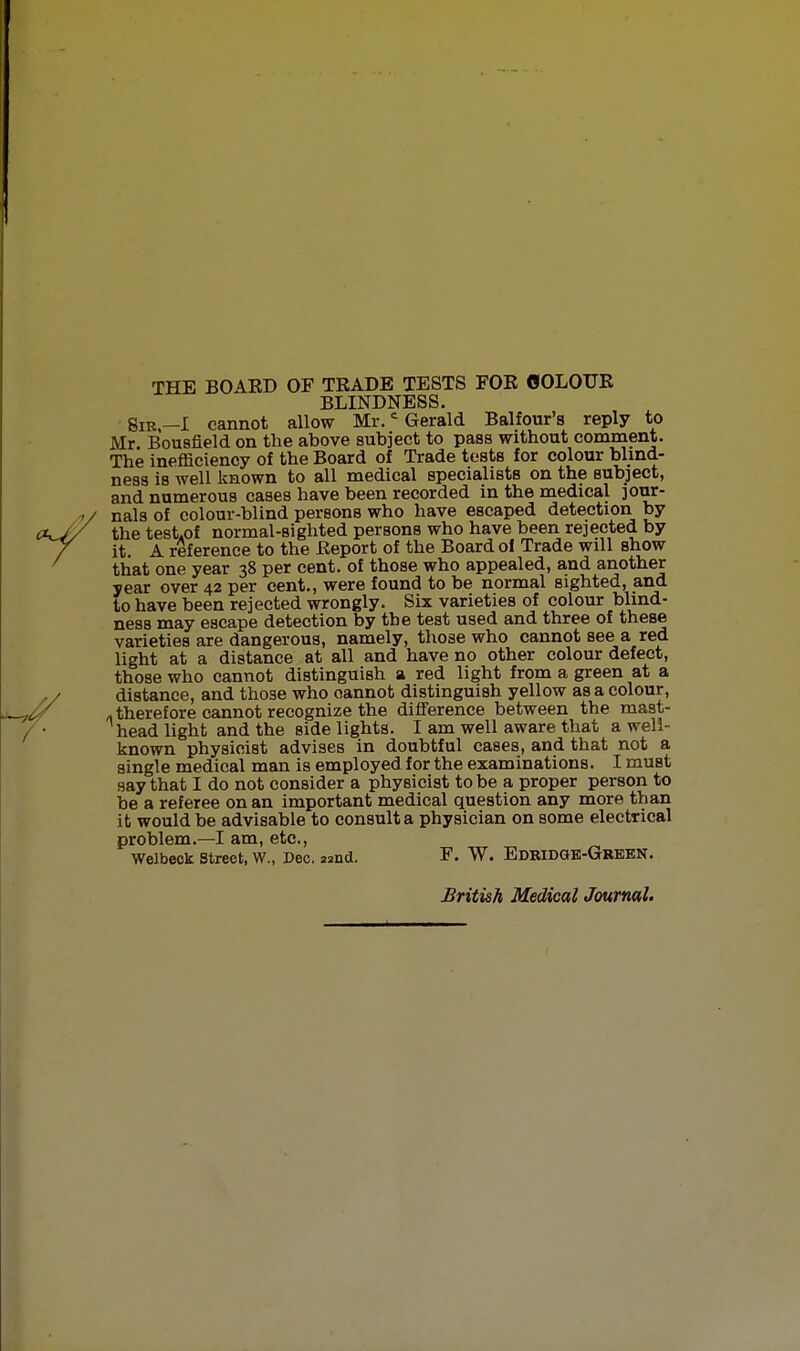 THE BOARD OF TRADE TESTS FOR COLOUR
BLINDNESS.
SIR,—I cannot allow Mr. Gerald Balfour's reply to
Mr. Bousfield on the above subject to pass without comment.
The inefficiency of the Board of Trade tests for colour blind-
ness is well known to all medical specialists on the subject,
and numerous cases have been recorded in the medical jour-
nals of colour-blind persons who have escaped detection by
the test of normal-sighted persons who have been rejected by
it. A reference to the Report of the Board of Trade will show
that one year 38 per cent. of those who appealed, and another
year over 42 per cent., were found to be normal sighted, and
to have been rejected wrongly. Six varieties of colour blind-
ness may escape detection by the test used and three of these
varieties are dangerous, namely, those who cannot see a red
light at a distance at all and have no other colour defect,
those who cannot distinguish a red light from a green at a
distance, and those who cannot distinguish yellow as a colour,
therefore cannot recognize the difference between the mast-
head light and the side lights. I am well aware that a well-
known physicist advises in doubtful cases, and that not a
single medical man is employed for the examinations. I must
say that I do not consider a physicist to be a proper person to
be a referee on an important medical question any more than
it would be advisable to consult a physician on some electrical
problem.—I am, etc.,
Welbeck Street, W., Dec. 22nd. F. W. EDRIDGE-GREEN.
British Medical Journal.